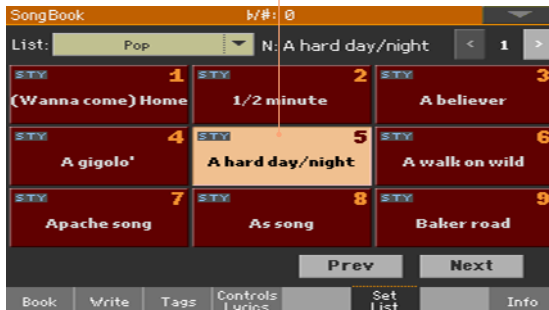 SongBook b/#: 0
List: Pop N: A hard day/night < 1 >
STY 1 STY 2 STY 3
(Wanna come) Home 1/2 minute A believer
STY 4 STY 5 STY 6
A gigolo' A hard day/night A walk on wild
STY 7 STY 8 STY 9
Apache song As song Baker road
Prev Next
Book Write Tags Controls Lyrics Set List Info